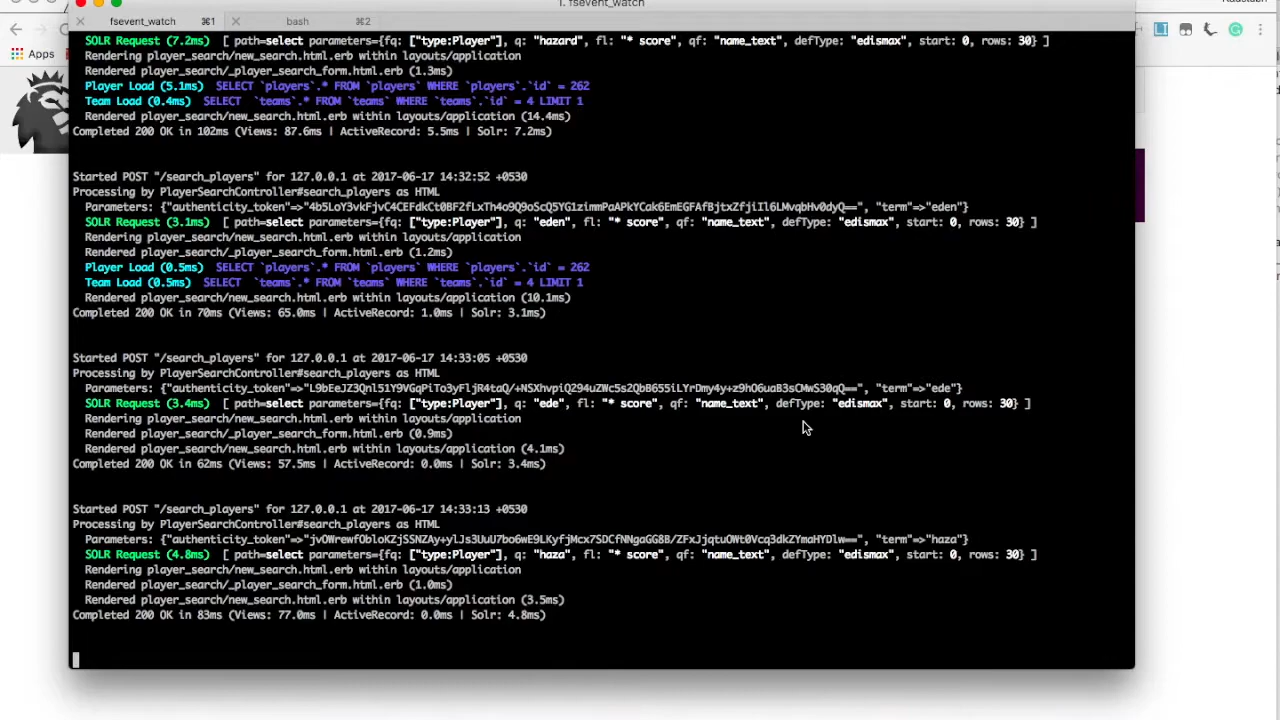 1. fsevent_watch
fsevent_watch ⌘1 bash ⌘2
Apps
SOLR Request (7.2ms) [ path=select parameters={fq: ["type:Player"], q: "hazard", fl: "* score", qf: "name_text", defType: "edismax", start: 0, rows: 30} ]
Rendering player_search/new_search.html.erb within layouts/application
Rendered player_search/_player_search_form.html.erb (1.3ms)
Player Load (5.1ms) SELECT `players`.* FROM `players` WHERE `players`.`id` = 262
Team Load (0.4ms) SELECT `teams`.* FROM `teams` WHERE `teams`.`id` = 4 LIMIT 1
Rendered player_search/new_search.html.erb within layouts/application (14.4ms)
Completed 200 OK in 102ms (Views: 87.6ms | ActiveRecord: 5.5ms | Solr: 7.2ms)
Started POST "/search_players" for 127.0.0.1 at 2017-06-17 14:32:52 +0530
Processing by PlayerSearchController#search_players as HTML
Parameters: {"authenticity_token"=>"4b5LoY3vkFjvC4CEFdkCt0BF2fLxTh4o9Q9oScQ5YG1zimmPaAPkYCak6EmEGFAfBjtxZfjiIl6LMvqbHv0dyQ==", "term"=>"eden"}
SOLR Request (3.1ms) [ path=select parameters={fq: ["type:Player"], q: "eden", fl: "* score", qf: "name_text", defType: "edismax", start: 0, rows: 30} ]
Rendering player_search/new_search.html.erb within layouts/application
Rendered player_search/_player_search_form.html.erb (1.2ms)
Player Load (0.5ms) SELECT `players`.* FROM `players` WHERE `players`.`id` = 262
Team Load (0.5ms) SELECT `teams`.* FROM `teams` WHERE `teams`.`id` = 4 LIMIT 1
Rendered player_search/new_search.html.erb within layouts/application (10.1ms)
Completed 200 OK in 70ms (Views: 65.0ms | ActiveRecord: 1.0ms | Solr: 3.1ms)
Started POST "/search_players" for 127.0.0.1 at 2017-06-17 14:33:05 +0530
Processing by PlayerSearchController#search_players as HTML
Parameters: {"authenticity_token"=>"L9bEeJZ3Qnl51Y9VGqPiTo3yFljR4taQ/+NSXhvpiQ294uZWc5s2QbB655iLYrDmy4y+z9hO6uaB3sCMwS30qQ==", "term"=>"ede"}
SOLR Request (3.4ms) [ path=select parameters={fq: ["type:Player"], q: "ede", fl: "* score", qf: "name_text", defType: "edismax", start: 0, rows: 30} ]
Rendering player_search/new_search.html.erb within layouts/application
Rendered player_search/_player_search_form.html.erb (0.9ms)
Rendered player_search/new_search.html.erb within layouts/application (4.1ms)
Completed 200 OK in 62ms (Views: 57.5ms | ActiveRecord: 0.0ms | Solr: 3.4ms)
Started POST "/search_players" for 127.0.0.1 at 2017-06-17 14:33:13 +0530
Processing by PlayerSearchController#search_players as HTML
Parameters: {"authenticity_token"=>"jvOWrewfObloKZjSSNZAy+ylJs3UuU7bo6wE9LKyfjMcx7SDCfNNgaGG8B/ZFxJjqtuOWt0Vcq3dkZYmaHYDlw==", "term"=>"haza"}
SOLR Request (4.8ms) [ path=select parameters={fq: ["type:Player"], q: "haza", fl: "* score", qf: "name_text", defType: "edismax", start: 0, rows: 30} ]
Rendering player_search/new_search.html.erb within layouts/application
Rendered player_search/_player_search_form.html.erb (1.0ms)
Rendered player_search/new_search.html.erb within layouts/application (3.5ms)
Completed 200 OK in 83ms (Views: 77.0ms | ActiveRecord: 0.0ms | Solr: 4.8ms)